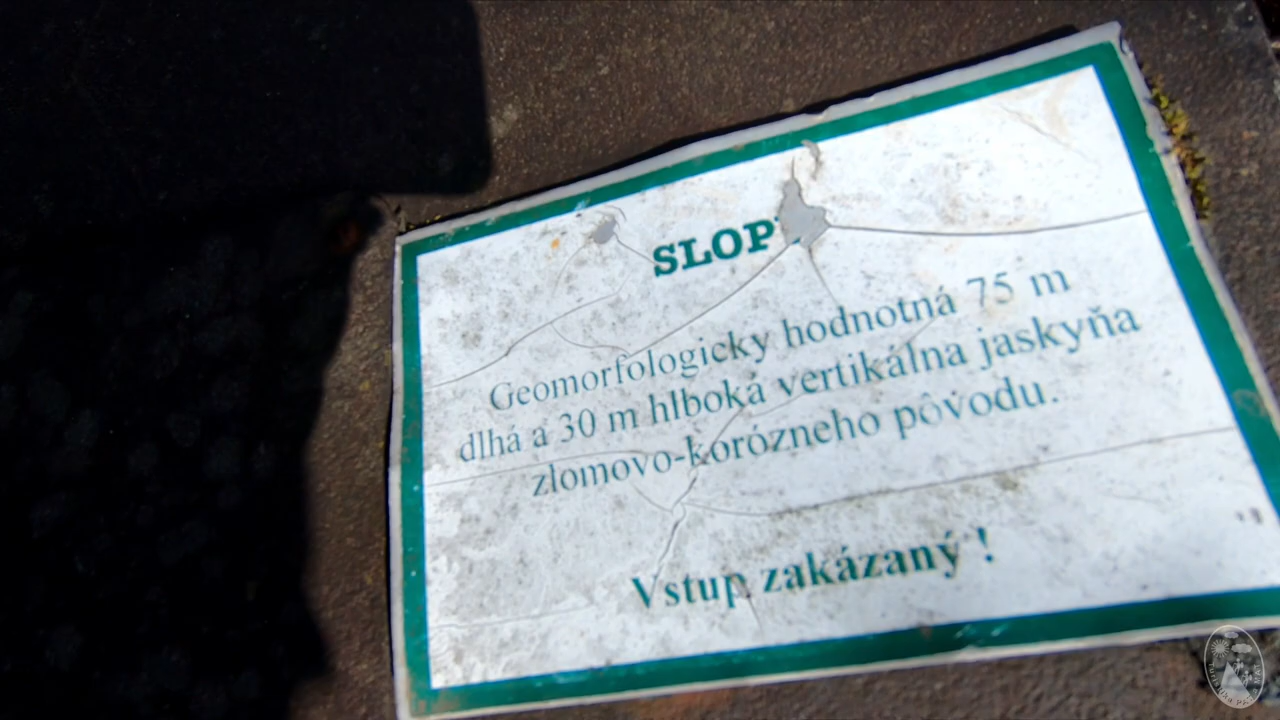 SLOP
Geomorfologicky hodnotná 75 m
dlhá a 30 m hlboká vertikálna jaskyňa
zlomovo-korózneho pôvodu.
Vstup zakázaný !